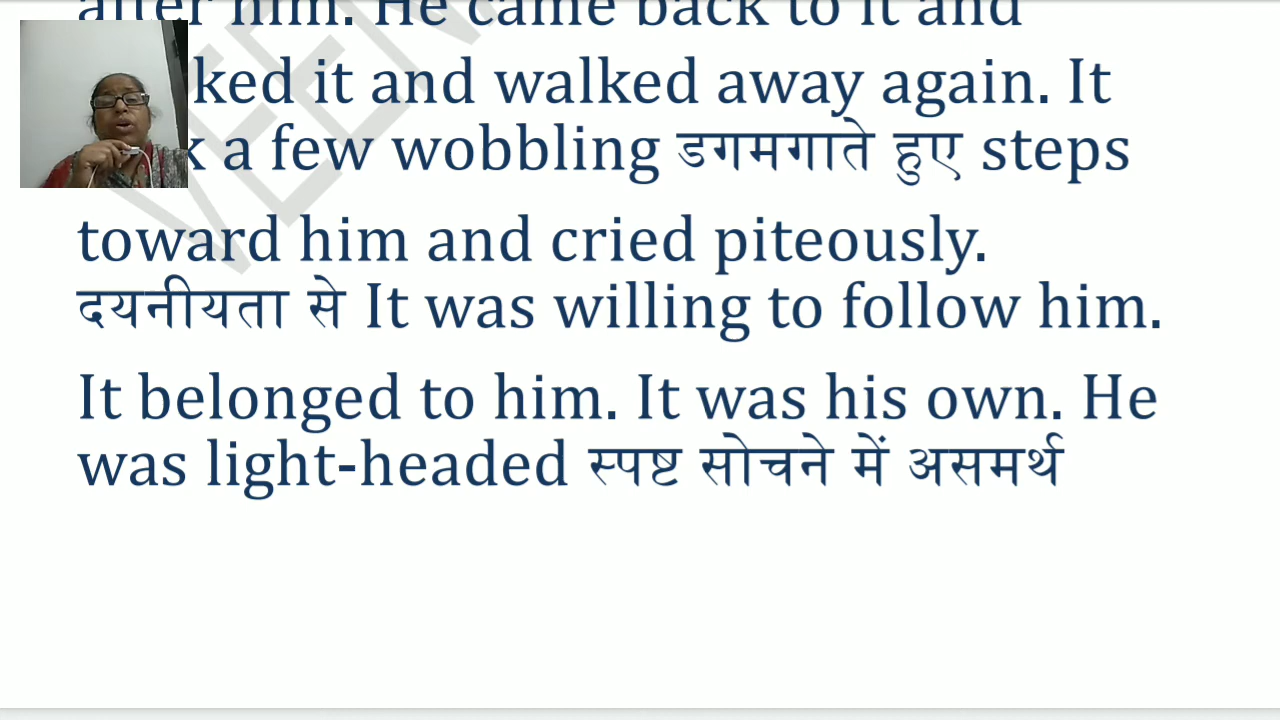 after him. He came back to it and
ked it and walked away again. It
k a few wobbling डगमगाते हुए steps
toward him and cried piteously.
दयनीयता से It was willing to follow him.
It belonged to him. It was his own. He
was light-headed स्पष्ट सोचने में असमर्थ